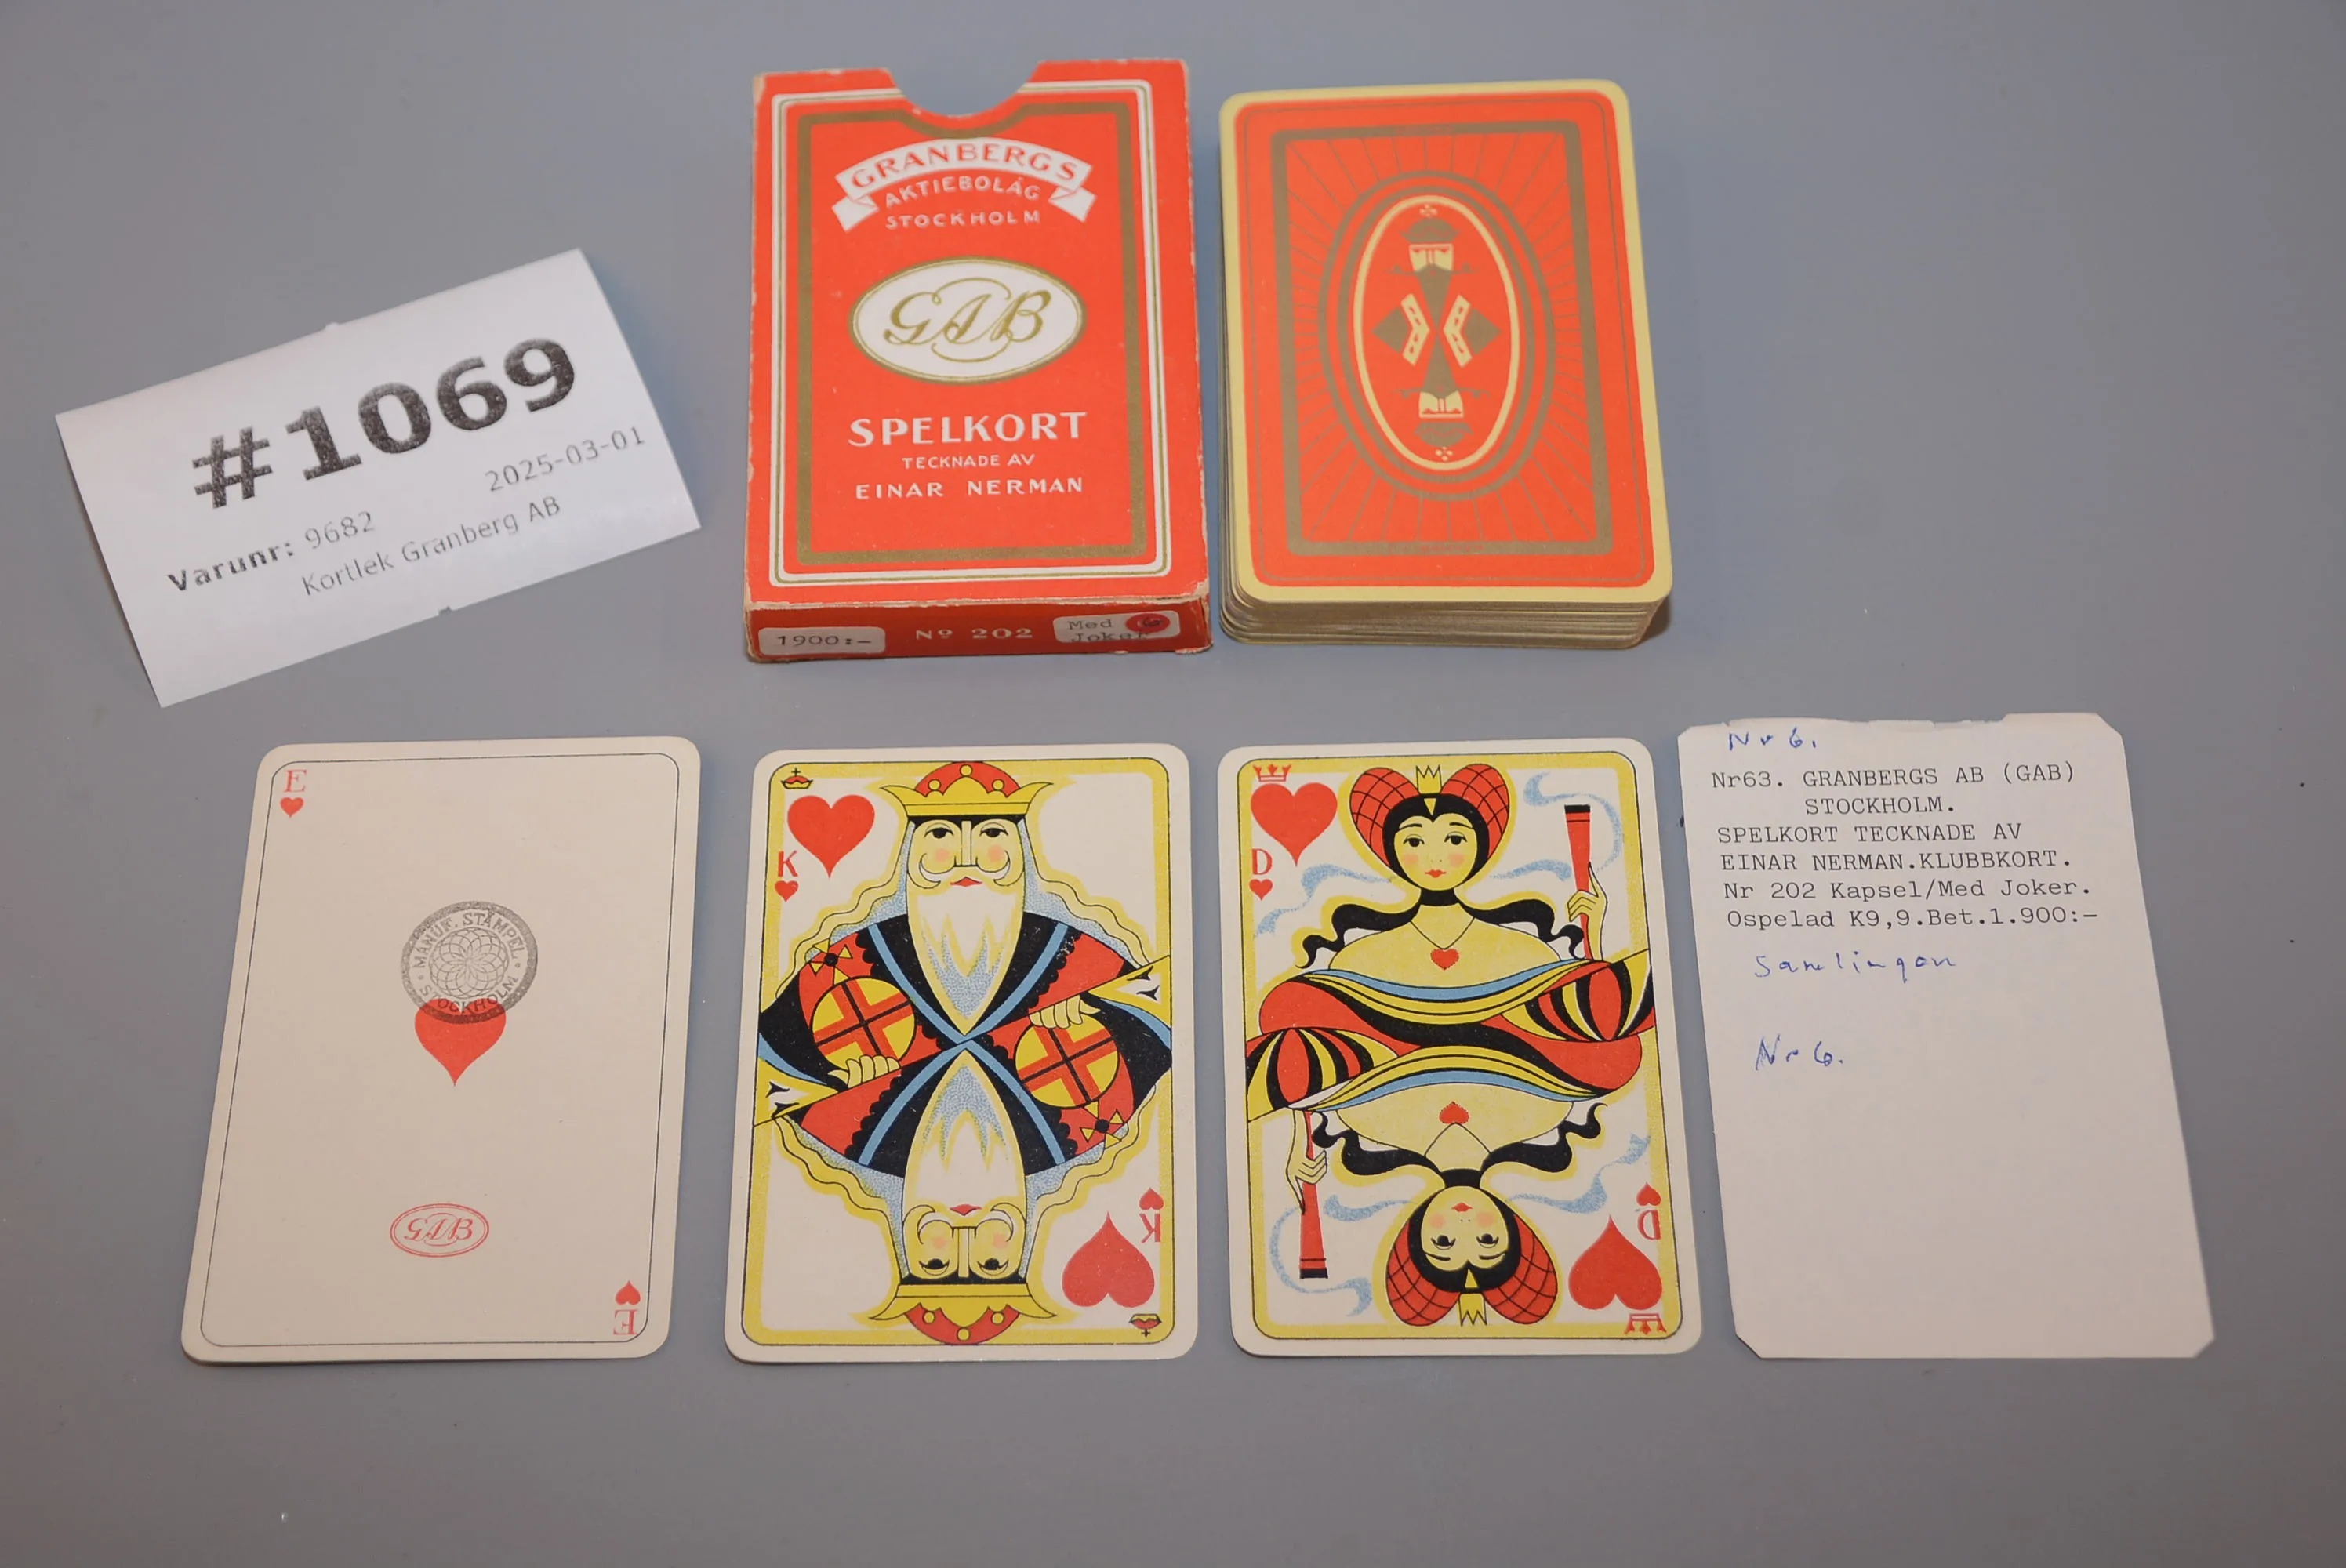 #1069
2025-03-01
Varunr: 9682
Kortlek Granberg AB
GRANBERGS
AKTIEBOLAG
STOCKHOLM
GAB
SPELKORT
TECKNADE AV
EINAR NERMAN
1900:-
Nº 202
Med
Joker
E
MANUF. STÄMPEL
STOCKHOLM
GAB
E
K
K
D
D
Nr 6.
Nr63. GRANBERGS AB (GAB)
STOCKHOLM.
SPELKORT TECKNADE AV
EINAR NERMAN.KLUBBKORT.
Nr 202 Kapsel/Med Joker.
Ospelad K9,9.Bet.1.900:-
Samlingen
Nr 6.